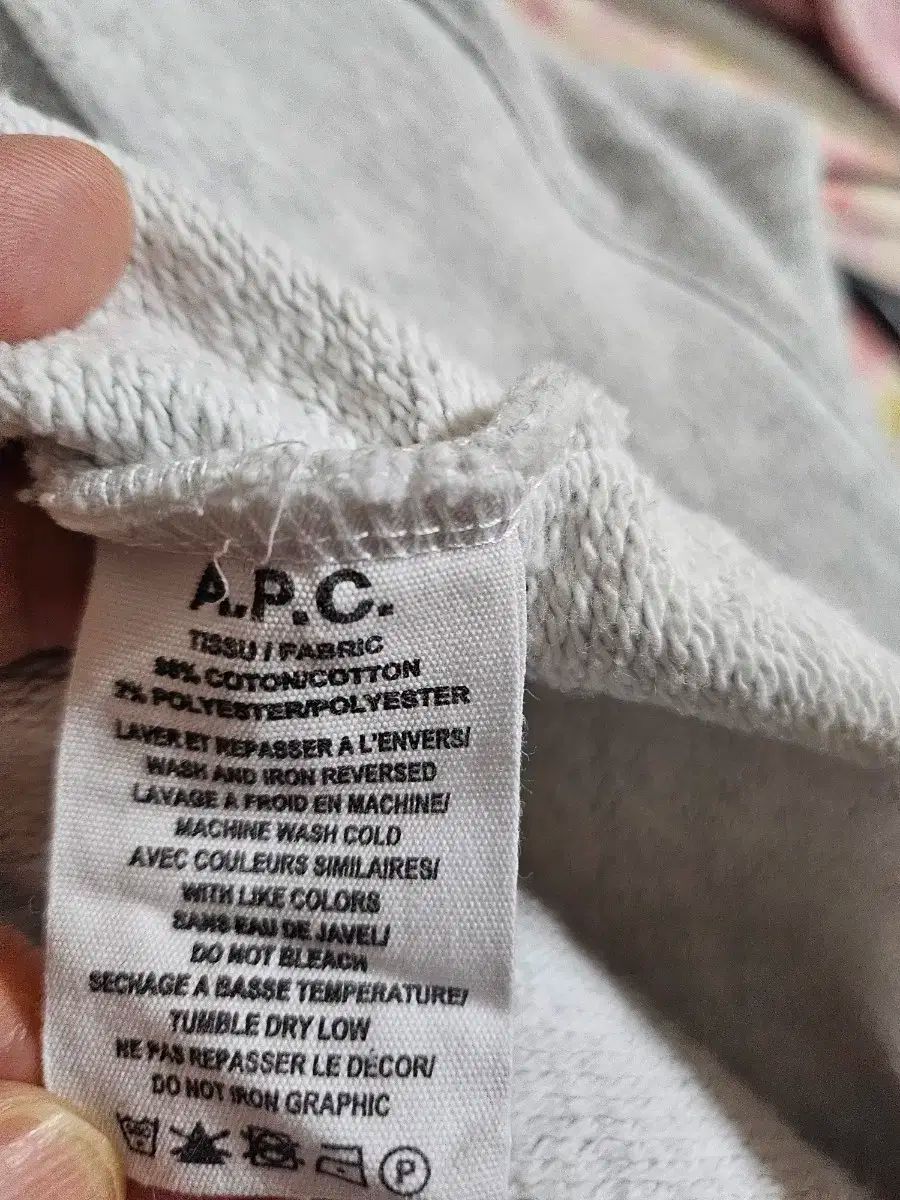 A.P.C.
TISSU / FABRIC
98% COTON/COTTON
2% POLYESTER/POLYESTER
LAVER ET REPASSER A L'ENVERS/
WASH AND IRON REVERSED
LAVAGE A FROID EN MACHINE/
MACHINE WASH COLD
AVEC COULEURS SIMILAIRES/
WITH LIKE COLORS
SANS EAU DE JAVEL/
DO NOT BLEACH
SECHAGE A BASSE TEMPERATURE/
TUMBLE DRY LOW
NE PAS REPASSER LE DÉCOR/
DO NOT IRON GRAPHIC
P